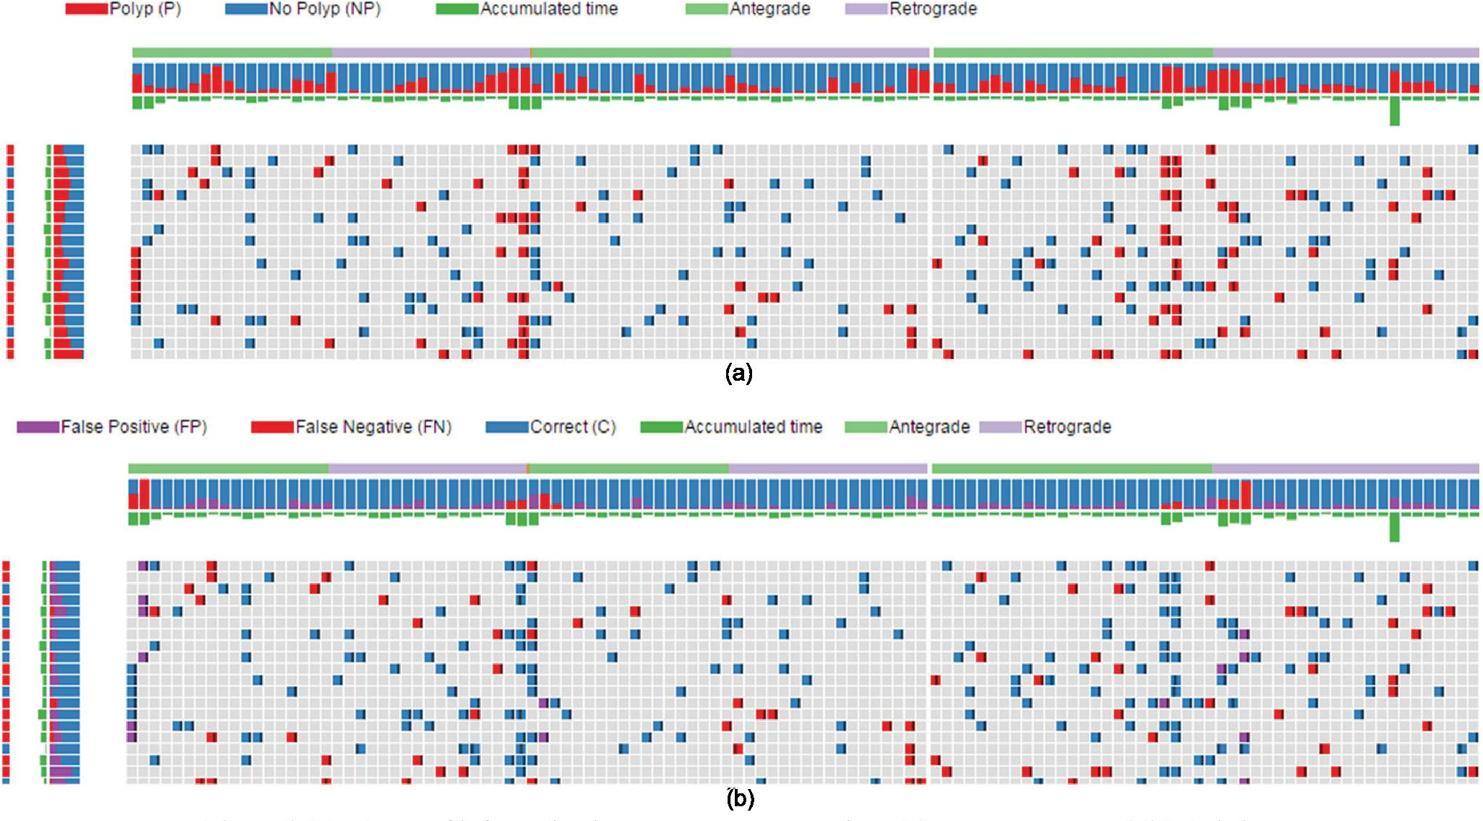 Polyp (P) No Polyp (NP) Accumulated time Antegrade Retrograde
(a)
False Positive (FP) False Negative (FN) Correct (C) Accumulated time Antegrade Retrograde
(b)